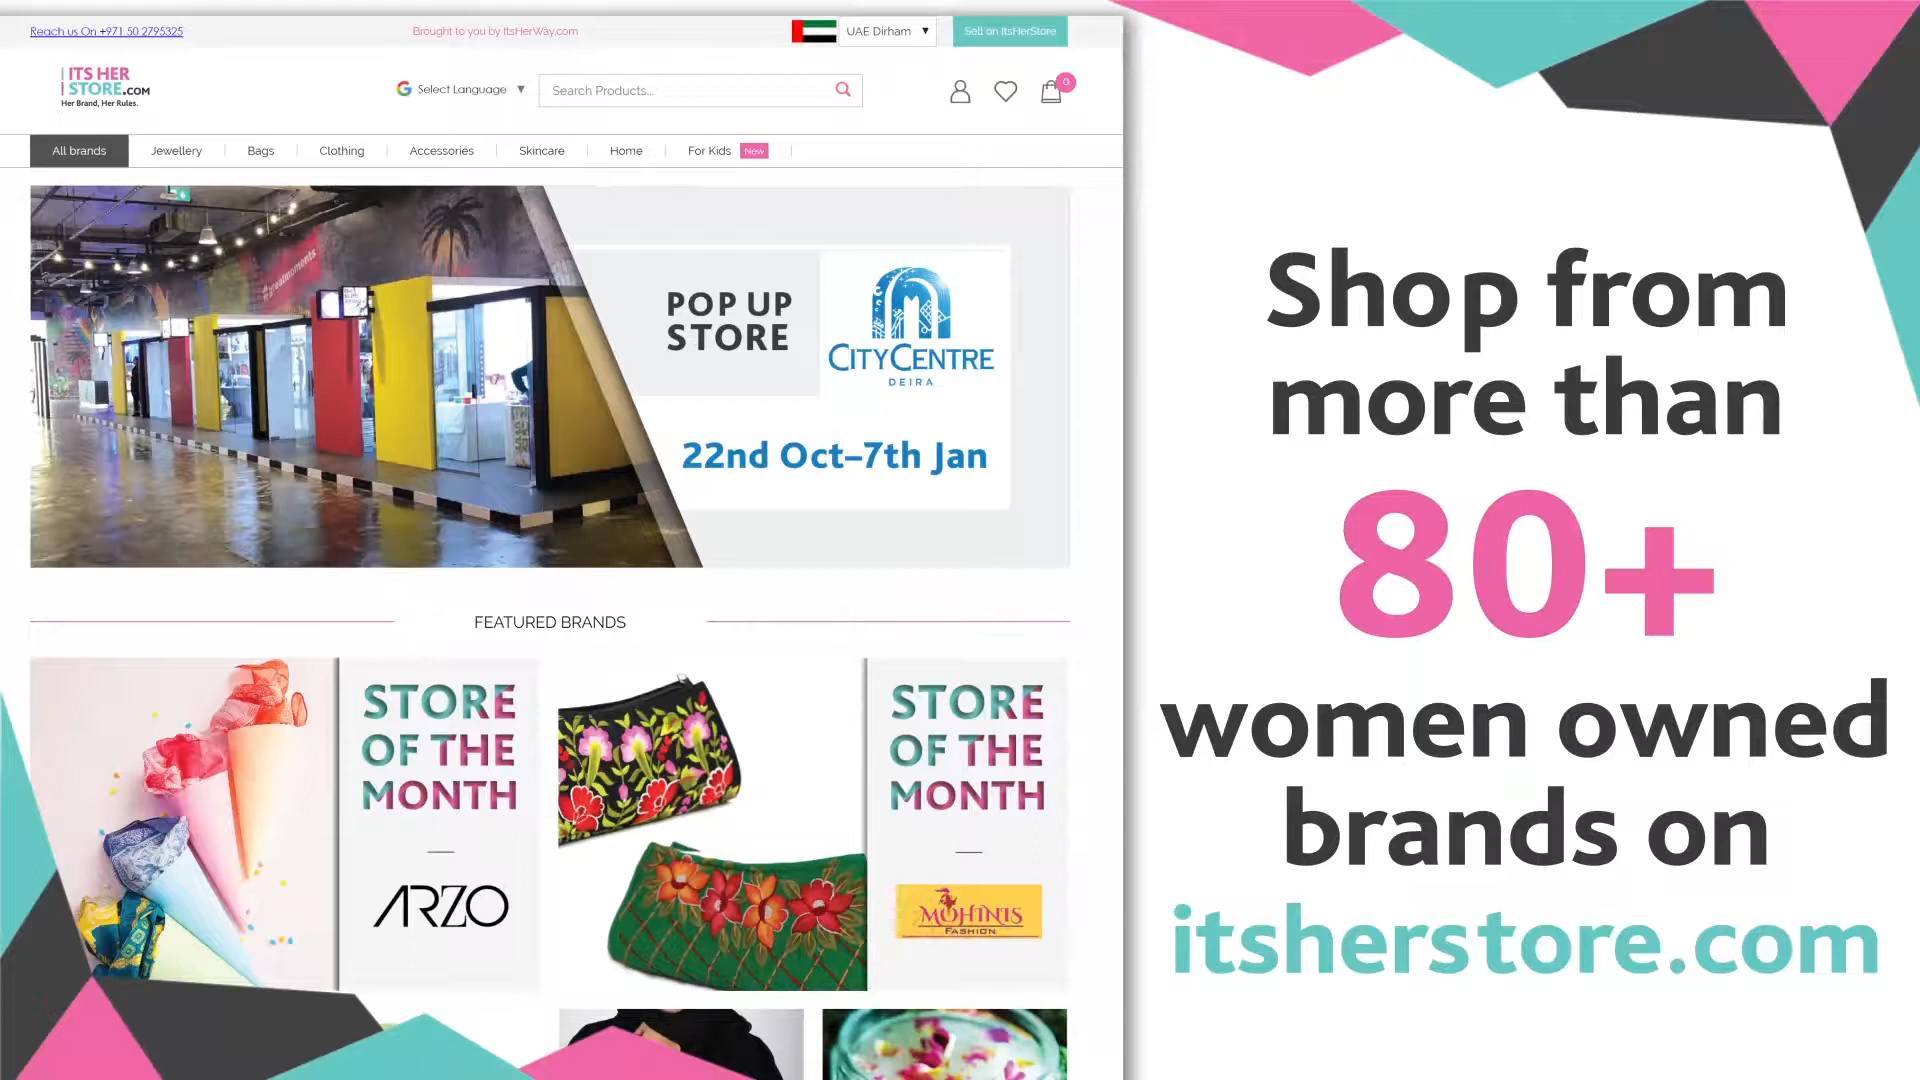 Reach us On +971 50 2795325
Brought to you by ItsHerWay.com
UAE Dirham
Sell on ItsHerStore
ITS HER
STORE.COM
Her Brand, Her Rules.
Select Language
Search Products...
0
All brands
Jewellery
Bags
Clothing
Accessories
Skincare
Home
For Kids
New
#greatmoments
POP UP
STORE
CITY CENTRE
DEIRA
22nd Oct–7th Jan
FEATURED BRANDS
STORE
OF THE
MONTH
ARZO
STORE
OF THE
MONTH
MOHINIS
FASHION
Shop from
more than
80+
women owned
brands on
itsherstore.com